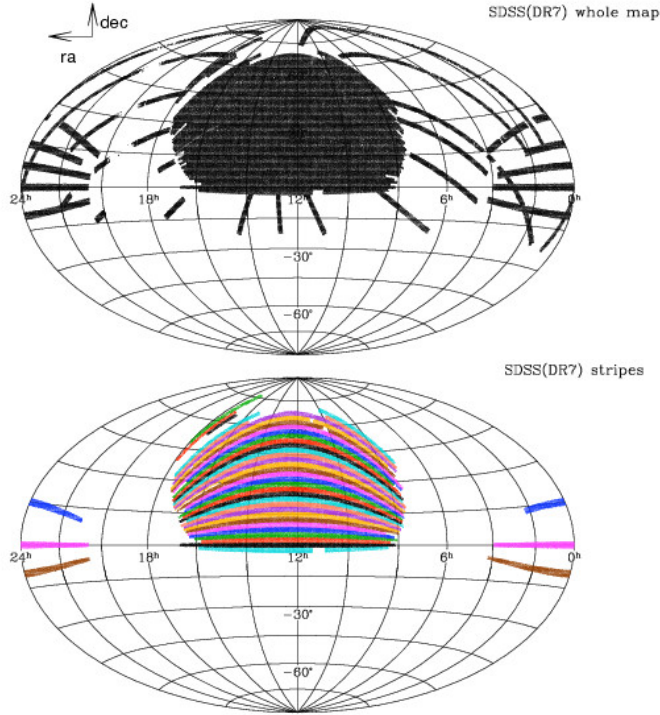 SDSS(DR7) whole map
dec
ra
24h 18h 12h 6h 0h
−30°
−60°
SDSS(DR7) stripes
24h 18h 12h 6h 0h
−30°
−60°